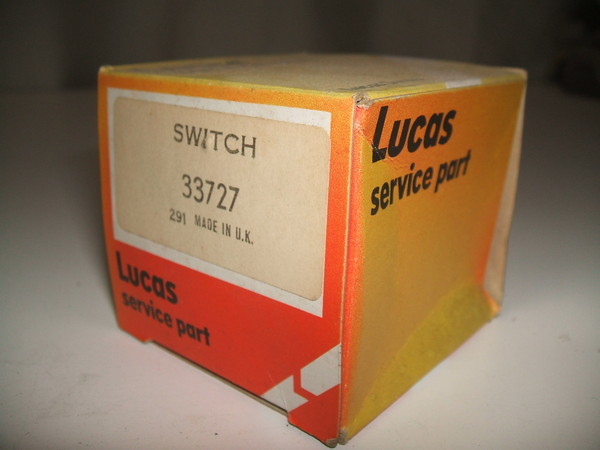 SWITCH
33727
291 MADE IN U.K.
Lucas
service part
Lucas
service part